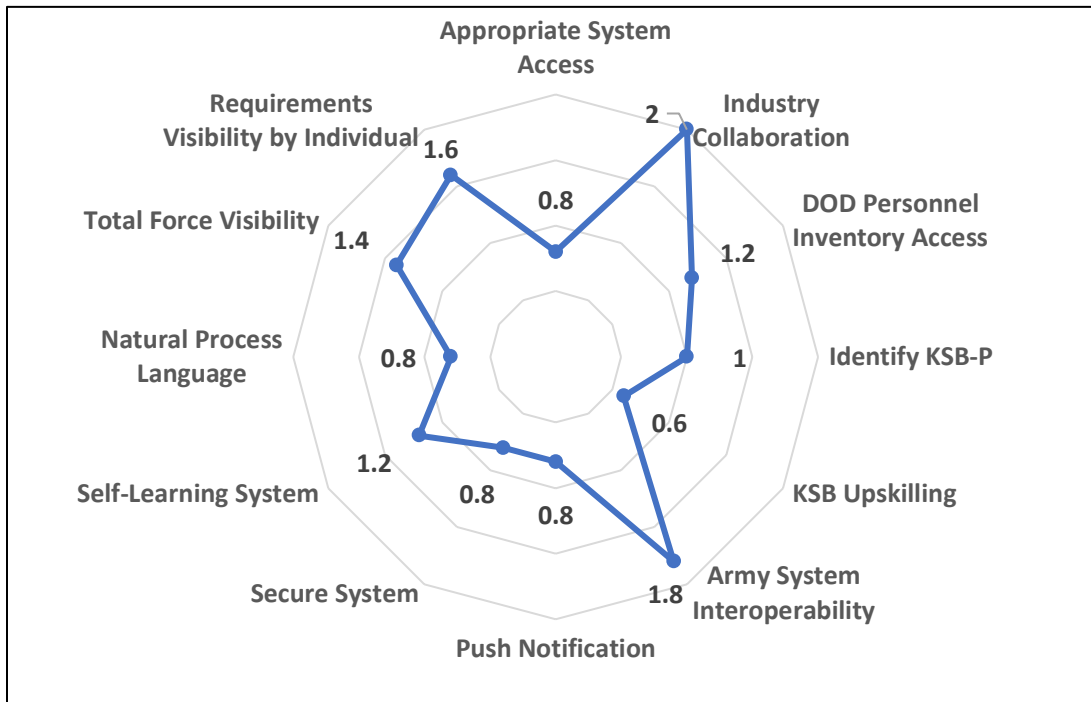 Appropriate System
Access
Requirements
Visibility by Individual
2
Industry
Collaboration
1.6
0.8
Total Force Visibility
1.4
DOD Personnel
Inventory Access
1.2
Natural Process
Language
0.8
1
Identify KSB-P
0.6
1.2
Self-Learning System
0.8
0.8
KSB Upskilling
Secure System
1.8
Army System
Interoperability
Push Notification